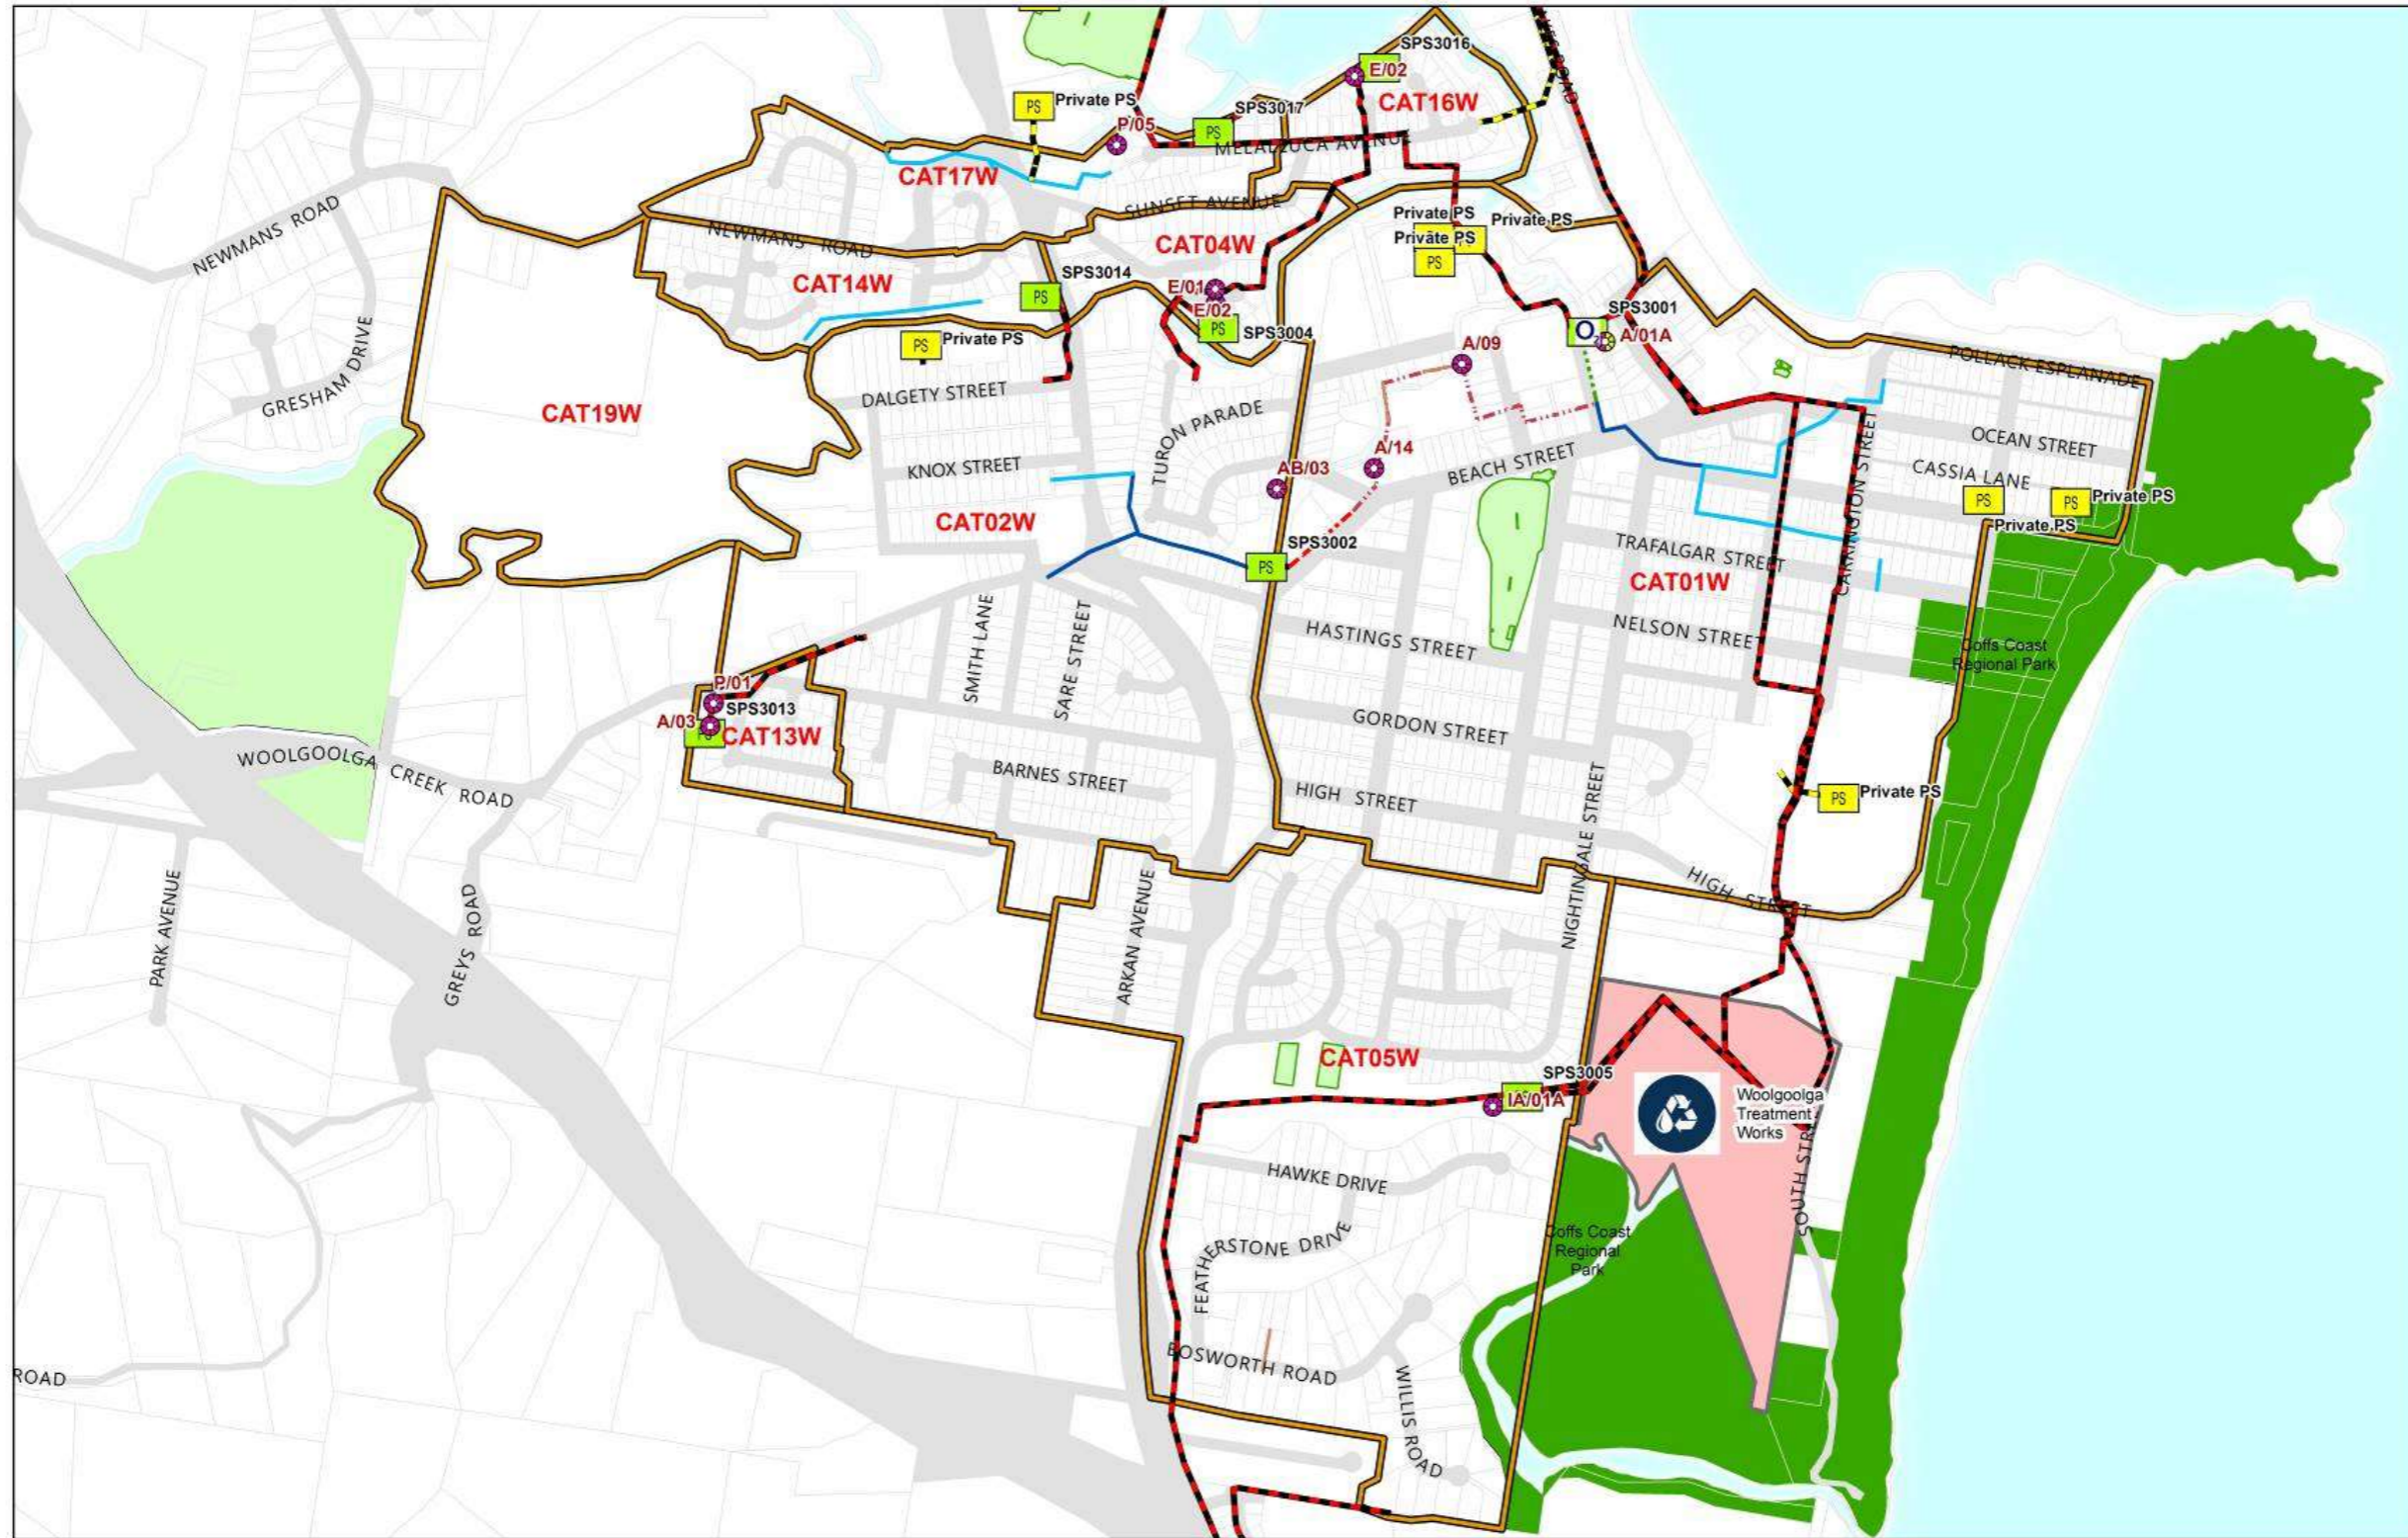 SPS3016
E/02
CAT16W
PS
Private PS
SPS3017
PS
P/05
MELALEUCA AVENUE
ROAD
CAT17W
SUNSET AVENUE
NEWMANS ROAD
NEWMANS ROAD
CAT04W
Private PS
Private PS
Private PS
PS
CAT14W
SPS3014
PS
E/01
E/02
PS
SPS3004
SPS3001
O
A/01A
PS
Private PS
A/09
POLLACK ESPLANADE
GRESHAM DRIVE
DALGETY STREET
CAT19W
TURON PARADE
OCEAN STREET
KNOX STREET
A/14
AB/03
BEACH STREET
CASSIA LANE
CARRINGTON STREET
PS
PS
Private PS
Private PS
CAT02W
SPS3002
PS
TRAFALGAR STREET
CAT01W
SMITH LANE
SARE STREET
HASTINGS STREET
NELSON STREET
Coffs Coast
Regional Park
P/01
SPS3013
A/03
PS
CAT13W
GORDON STREET
WOOLGOOLGA CREEK ROAD
BARNES STREET
HIGH STREET
PS
Private PS
NIGHTINGALE STREET
HIGH STREET
PARK AVENUE
GREYS ROAD
ARKAN AVENUE
CAT05W
SPS3005
IA/01A
Woolgoolga
Treatment
Works
SOUTH STREET
HAWKE DRIVE
FEATHERSTONE DRIVE
Coffs Coast
Regional
Park
BOSWORTH ROAD
WILLIS ROAD
ROAD